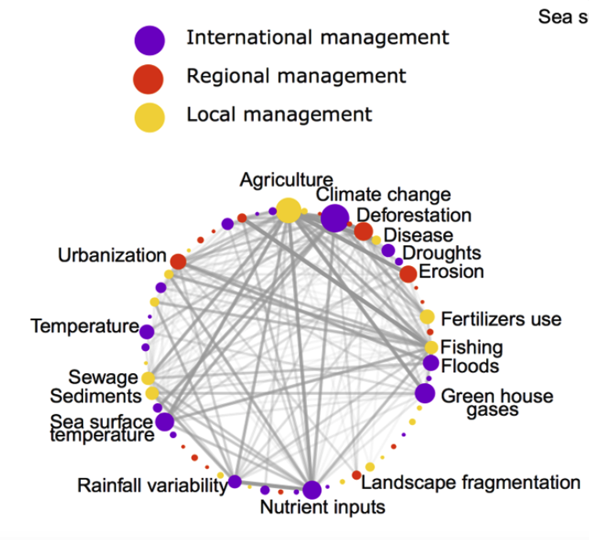 Sea s
International management
Regional management
Local management
Agriculture
Climate change
Deforestation
Disease
Droughts
Erosion
Urbanization
Fertilizers use
Temperature
Fishing
Floods
Sewage
Sediments
Green house
gases
Sea surface
temperature
Rainfall variability
Landscape fragmentation
Nutrient inputs